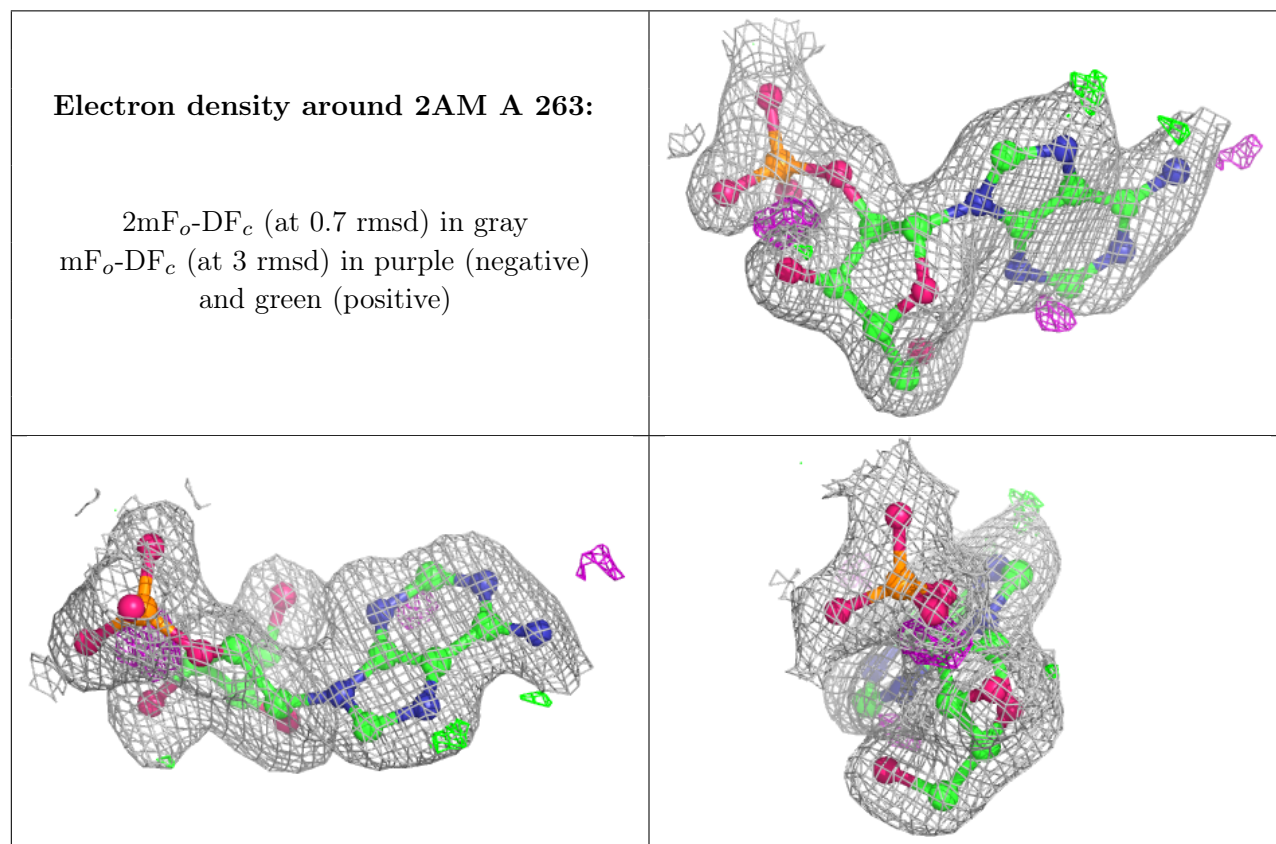 Electron density around 2AM A 263:
2mFo-DFc (at 0.7 rmsd) in gray
mFo-DFc (at 3 rmsd) in purple (negative)
and green (positive)